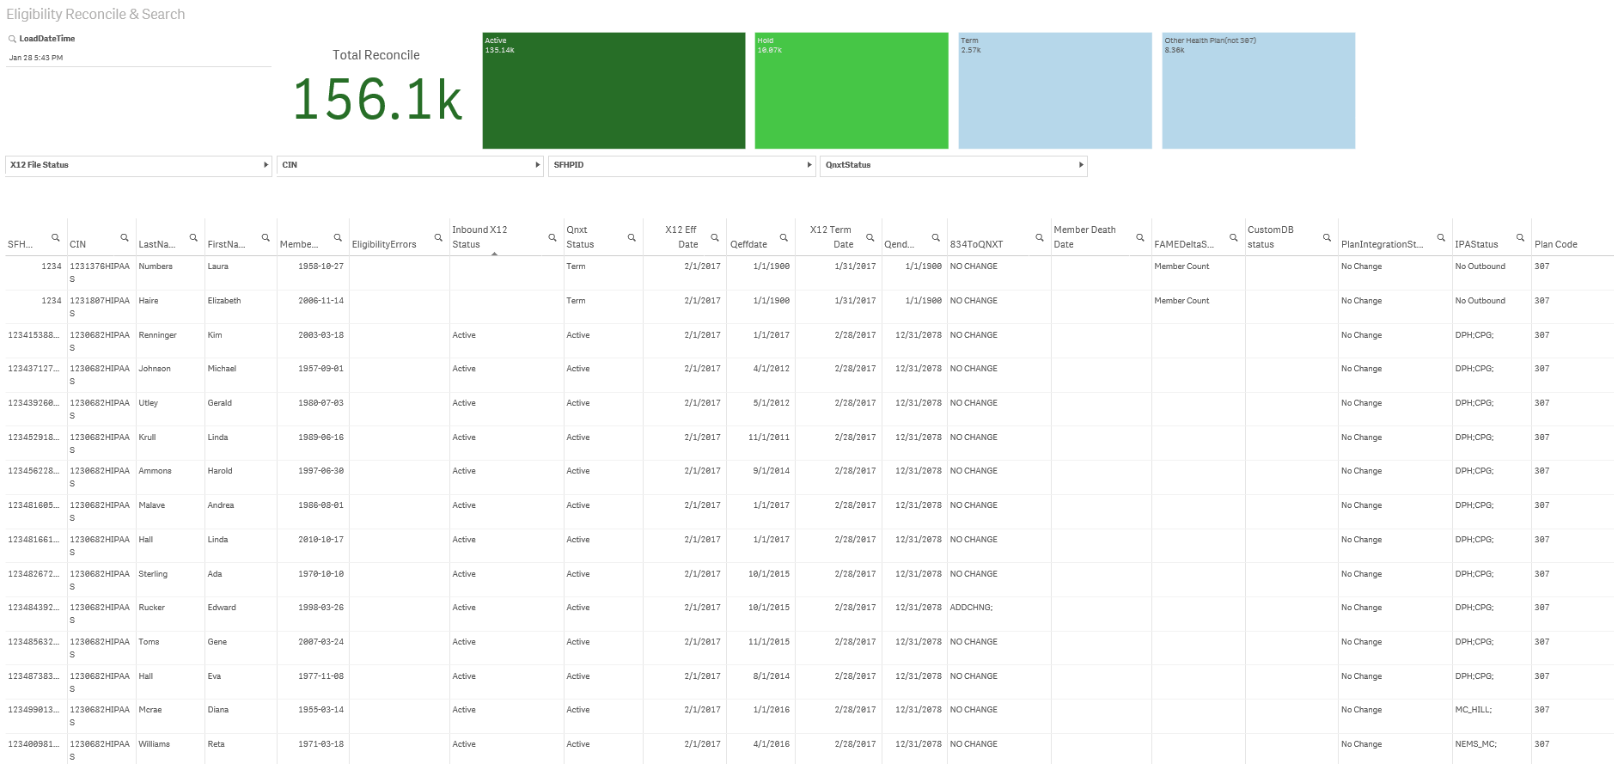 Eligibility Reconcile & Search
LoadDateTime
Jan 28 5:43 PM
Total Reconcile
156.1k
Active
135.14k
Hold
10.07k
Term
2.57k
Other Health Plan(not 307)
8.36k
X12 File Status
CIN
SFHPID
QnxtStatus
SFH... CIN LastNa... FirstNa... Membe... EligibilityErrors Inbound X12 Status Qnxt Status X12 Eff Date Qeffdate X12 Term Date Qend... 834ToQNXT Member Death Date FAMEDeltaS... CustomDB status PlanIntegrationSt... IPAStatus Plan Code
1234 1231376HIPAAS Numbers Laura 1958-10-27 Term 2/1/2017 1/1/1900 1/31/2017 1/1/1900 NO CHANGE Member Count No Change No Outbound 307
1234 1231807HIPAAS Haire Elizabeth 2006-11-14 Term 2/1/2017 1/1/1900 1/31/2017 1/1/1900 NO CHANGE Member Count No Change No Outbound 307
123415388... 1230682HIPAAS Renninger Kim 2003-03-18 Active Active 2/1/2017 1/1/2017 2/28/2017 12/31/2078 NO CHANGE No Change DPH;CPG; 307
123437127... 1230682HIPAAS Johnson Michael 1957-09-01 Active Active 2/1/2017 4/1/2012 2/28/2017 12/31/2078 NO CHANGE No Change DPH;CPG; 307
123439260... 1230682HIPAAS Utley Gerald 1980-07-03 Active Active 2/1/2017 5/1/2012 2/28/2017 12/31/2078 NO CHANGE No Change DPH;CPG; 307
123452918... 1230682HIPAAS Krull Linda 1989-06-16 Active Active 2/1/2017 11/1/2011 2/28/2017 12/31/2078 NO CHANGE No Change DPH;CPG; 307
123456228... 1230682HIPAAS Ammons Harold 1997-06-30 Active Active 2/1/2017 9/1/2014 2/28/2017 12/31/2078 NO CHANGE No Change DPH;CPG; 307
123481605... 1230682HIPAAS Malave Andrea 1986-08-01 Active Active 2/1/2017 1/1/2017 2/28/2017 12/31/2078 NO CHANGE No Change DPH;CPG; 307
123481661... 1230682HIPAAS Hall Linda 2010-10-17 Active Active 2/1/2017 1/1/2017 2/28/2017 12/31/2078 NO CHANGE No Change DPH;CPG; 307
123482672... 1230682HIPAAS Sterling Ada 1970-10-10 Active Active 2/1/2017 10/1/2015 2/28/2017 12/31/2078 NO CHANGE No Change DPH;CPG; 307
123484392... 1230682HIPAAS Rucker Edward 1998-03-26 Active Active 2/1/2017 10/1/2015 2/28/2017 12/31/2078 ADDCHNG; No Change DPH;CPG; 307
123485632... 1230682HIPAAS Toms Gene 2007-03-24 Active Active 2/1/2017 11/1/2015 2/28/2017 12/31/2078 NO CHANGE No Change DPH;CPG; 307
123487383... 1230682HIPAAS Hall Eva 1977-11-08 Active Active 2/1/2017 8/1/2014 2/28/2017 12/31/2078 NO CHANGE No Change DPH;CPG; 307
123499013... 1230682HIPAAS Mcrae Diana 1955-03-14 Active Active 2/1/2017 1/1/2016 2/28/2017 12/31/2078 NO CHANGE No Change MC_HILL; 307
123400981... 1230682HIPAAS Williams Reta 1971-03-18 Active Active 2/1/2017 4/1/2016 2/28/2017 12/31/2078 NO CHANGE No Change NEMS_MC; 307